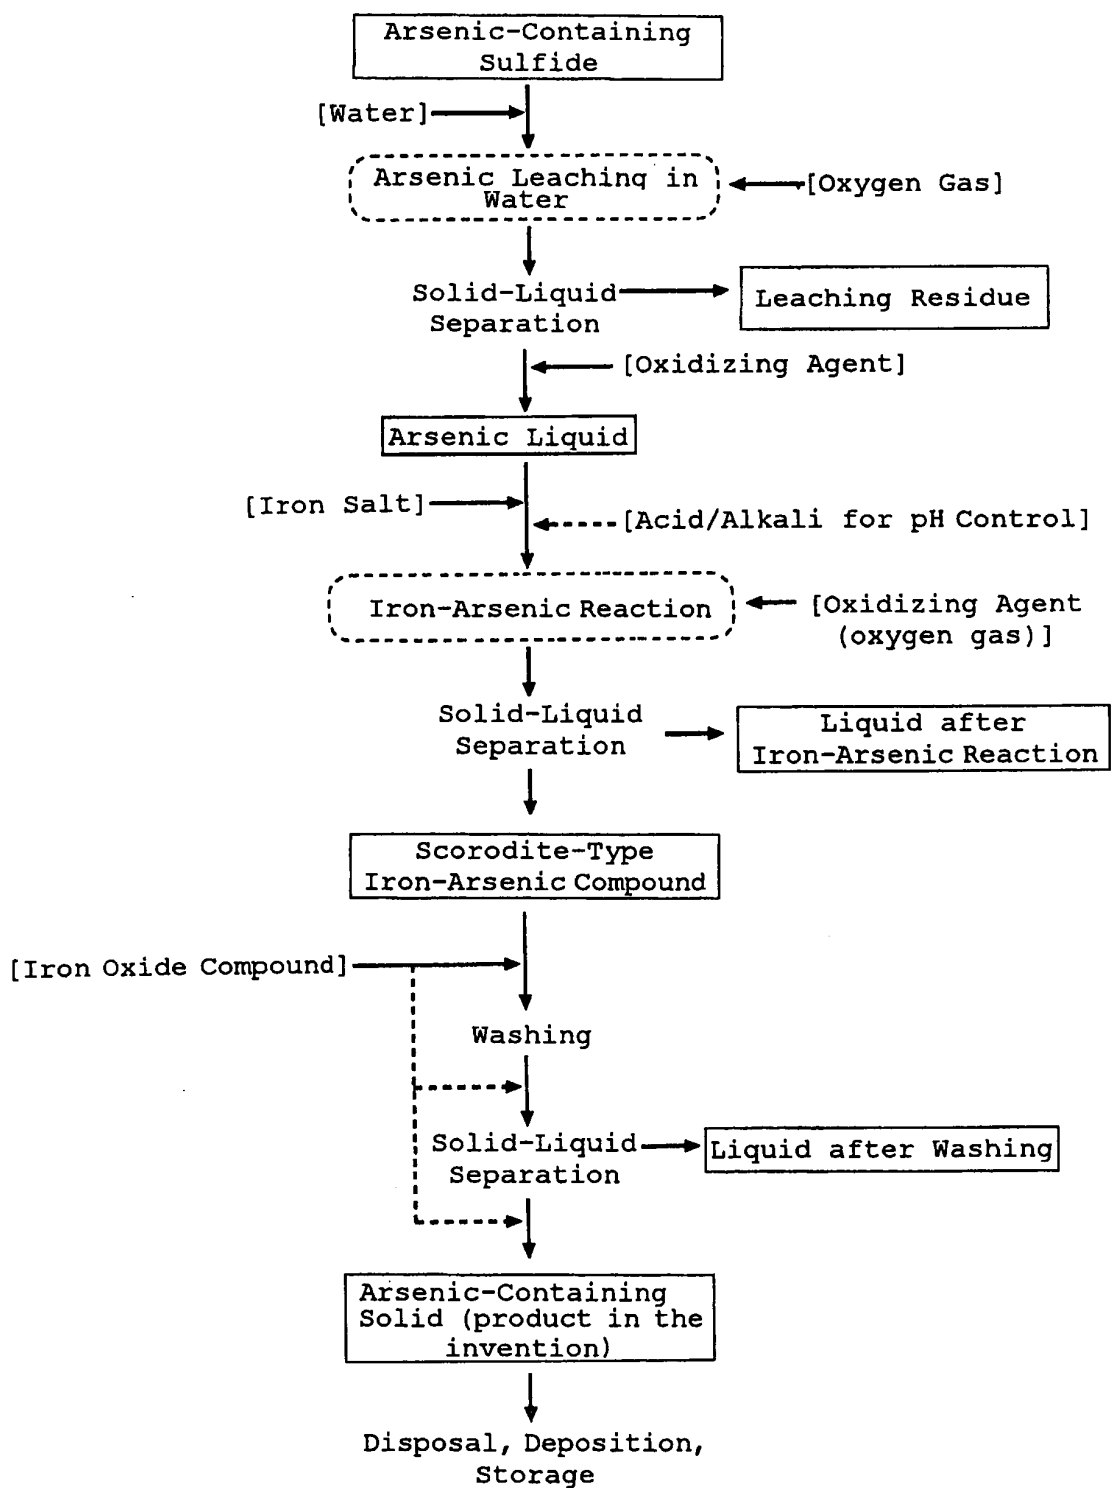 Arsenic-Containing
Sulfide
[Water]
Arsenic Leaching in
Water
[Oxygen Gas]
Solid-Liquid
Separation
Leaching Residue
[Oxidizing Agent]
Arsenic Liquid
[Iron Salt]
[Acid/Alkali for pH Control]
Iron-Arsenic Reaction
[Oxidizing Agent
(oxygen gas)]
Solid-Liquid
Separation
Liquid after
Iron-Arsenic Reaction
Scorodite-Type
Iron-Arsenic Compound
[Iron Oxide Compound]
Washing
Solid-Liquid
Separation
Liquid after Washing
Arsenic-Containing
Solid (product in the
invention)
Disposal, Deposition,
Storage